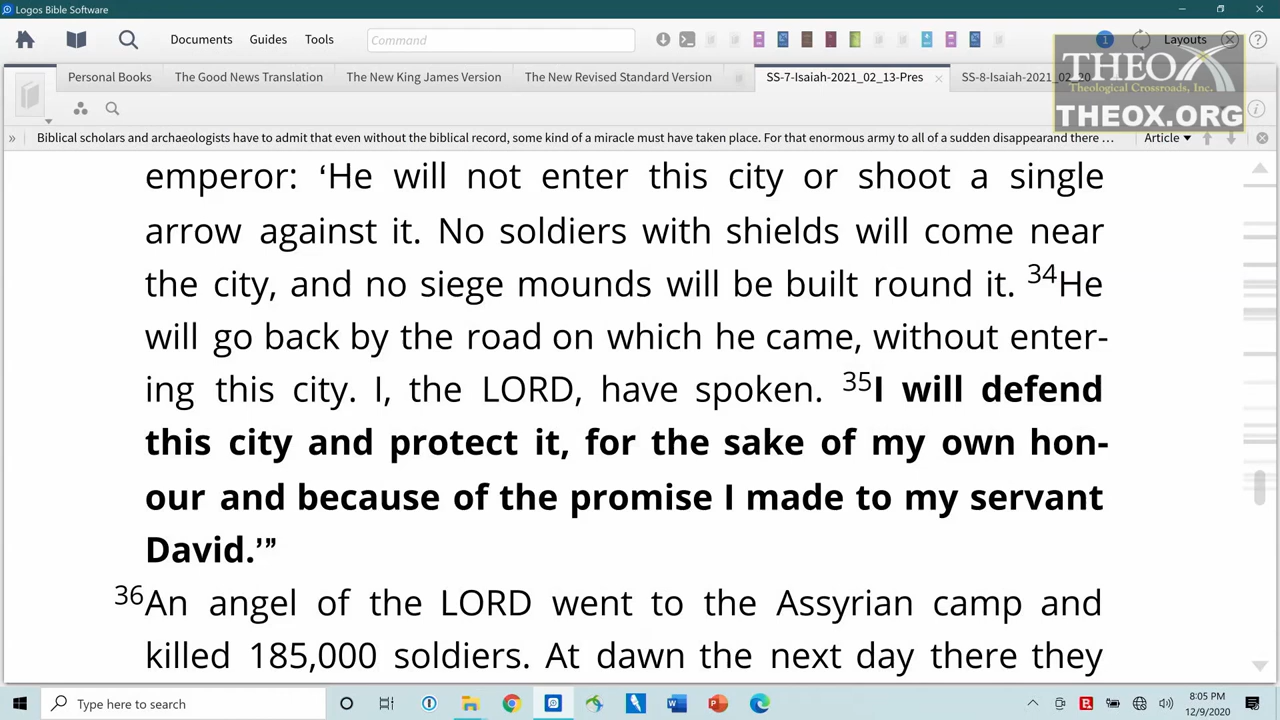 Logos Bible Software
Documents Guides Tools Command Layouts
Personal Books The Good News Translation The New King James Version The New Revised Standard Version SS-7-Isaiah-2021_02_13-Pres SS-8-Isaiah-2021_02_20
THEOX
Theological Crossroads, Inc.
THEOX.ORG
» Biblical scholars and archaeologists have to admit that even without the biblical record, some kind of a miracle must have taken place. For that enormous army to all of a sudden disappearand there … Article
emperor: ‘He will not enter this city or shoot a single
arrow against it. No soldiers with shields will come near
the city, and no siege mounds will be built round it. 34He
will go back by the road on which he came, without enter-
ing this city. I, the LORD, have spoken. 35I will defend
this city and protect it, for the sake of my own hon-
our and because of the promise I made to my servant
David.’”
36An angel of the LORD went to the Assyrian camp and
killed 185,000 soldiers. At dawn the next day there they
Type here to search
8:05 PM
12/9/2020